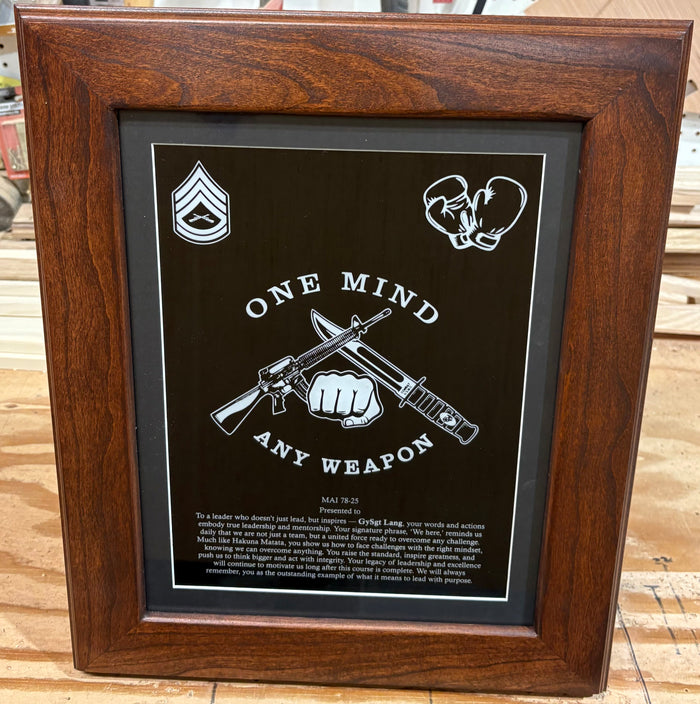 ONE MIND
ANY WEAPON
MAI 78-25
Presented to
To a leader who doesn't just lead, but inspires — GySgt Lang, your words and actions
embody true leadership and mentorship. Your signature phrase, 'We here,' reminds us
daily that we are not just a team, but a united force ready to overcome any challenge.
Much like Hakuna Matata, you show us how to face challenges with the right mindset,
knowing we can overcome anything. You raise the standard, inspire greatness, and
push us to think bigger and act with integrity. Your legacy of leadership and excellence
will continue to motivate us long after this course is complete. We will always
remember, you as the outstanding example of what it means to lead with purpose.